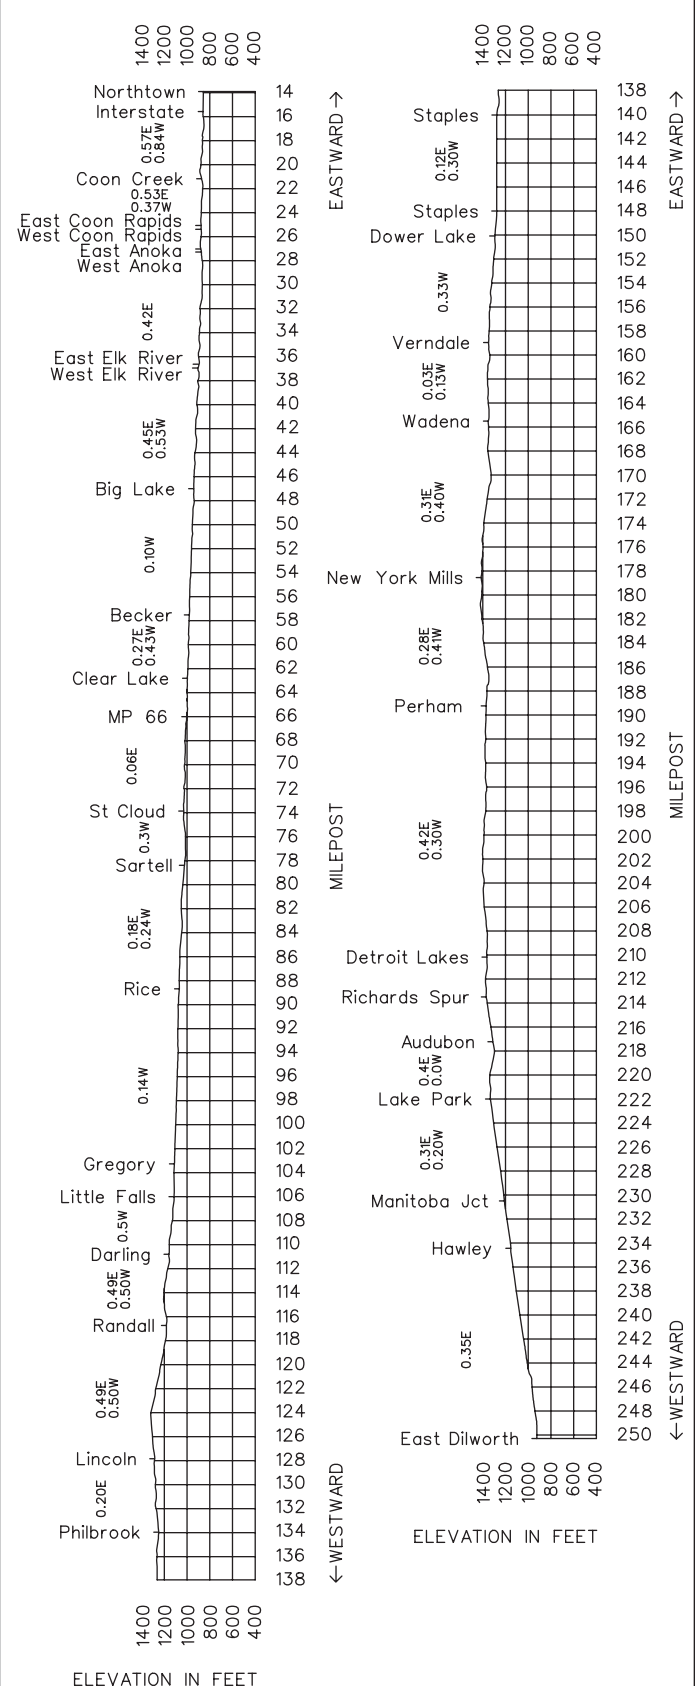 1400 1200 1000 800 600 400
Northtown 14
Interstate 16
0.57E
0.84W
18
20
Coon Creek
22
0.53E
0.37W
24
East Coon Rapids
West Coon Rapids 26
East Anoka
West Anoka 28
30
32
0.42E
34
East Elk River 36
West Elk River
38
40
0.45E
0.53W
42
44
46
Big Lake
48
50
0.10W
52
54
56
Becker 58
0.27E
0.43W
60
62
Clear Lake
64
MP 66 66
68
0.06E
70
72
St Cloud 74
0.3W
76
Sartell 78
80
82
0.18E
0.24W
84
86
88
Rice
90
92
94
0.14W
96
98
100
102
Gregory 104
Little Falls 106
0.5W
108
110
Darling
112
0.49E
0.50W
114
116
Randall
118
120
0.49E
0.50W
122
124
126
Lincoln 128
0.20E
130
132
Philbrook 134
136
138
1400 1200 1000 800 600 400
ELEVATION IN FEET
EASTWARD →
MILEPOST
← WESTWARD
1400 1200 1000 800 600 400
138
Staples 140
142
0.12E
0.30W
144
146
Staples 148
Dower Lake 150
152
0.33W
154
156
158
Verndale
160
0.03E
0.13W
162
164
Wadena 166
168
170
0.31E
0.40W
172
174
176
New York Mills 178
180
182
0.28E
0.41W
184
186
188
Perham 190
192
194
196
198
0.42E
0.30W
200
202
204
206
208
Detroit Lakes 210
212
Richards Spur 214
216
Audubon 218
0.4E
0.0W
220
Lake Park 222
224
0.31E
0.20W
226
228
Manitoba Jct 230
232
Hawley 234
236
238
240
0.35E
242
244
246
248
East Dilworth 250
1400 1200 1000 800 600 400
ELEVATION IN FEET
EASTWARD →
MILEPOST
← WESTWARD